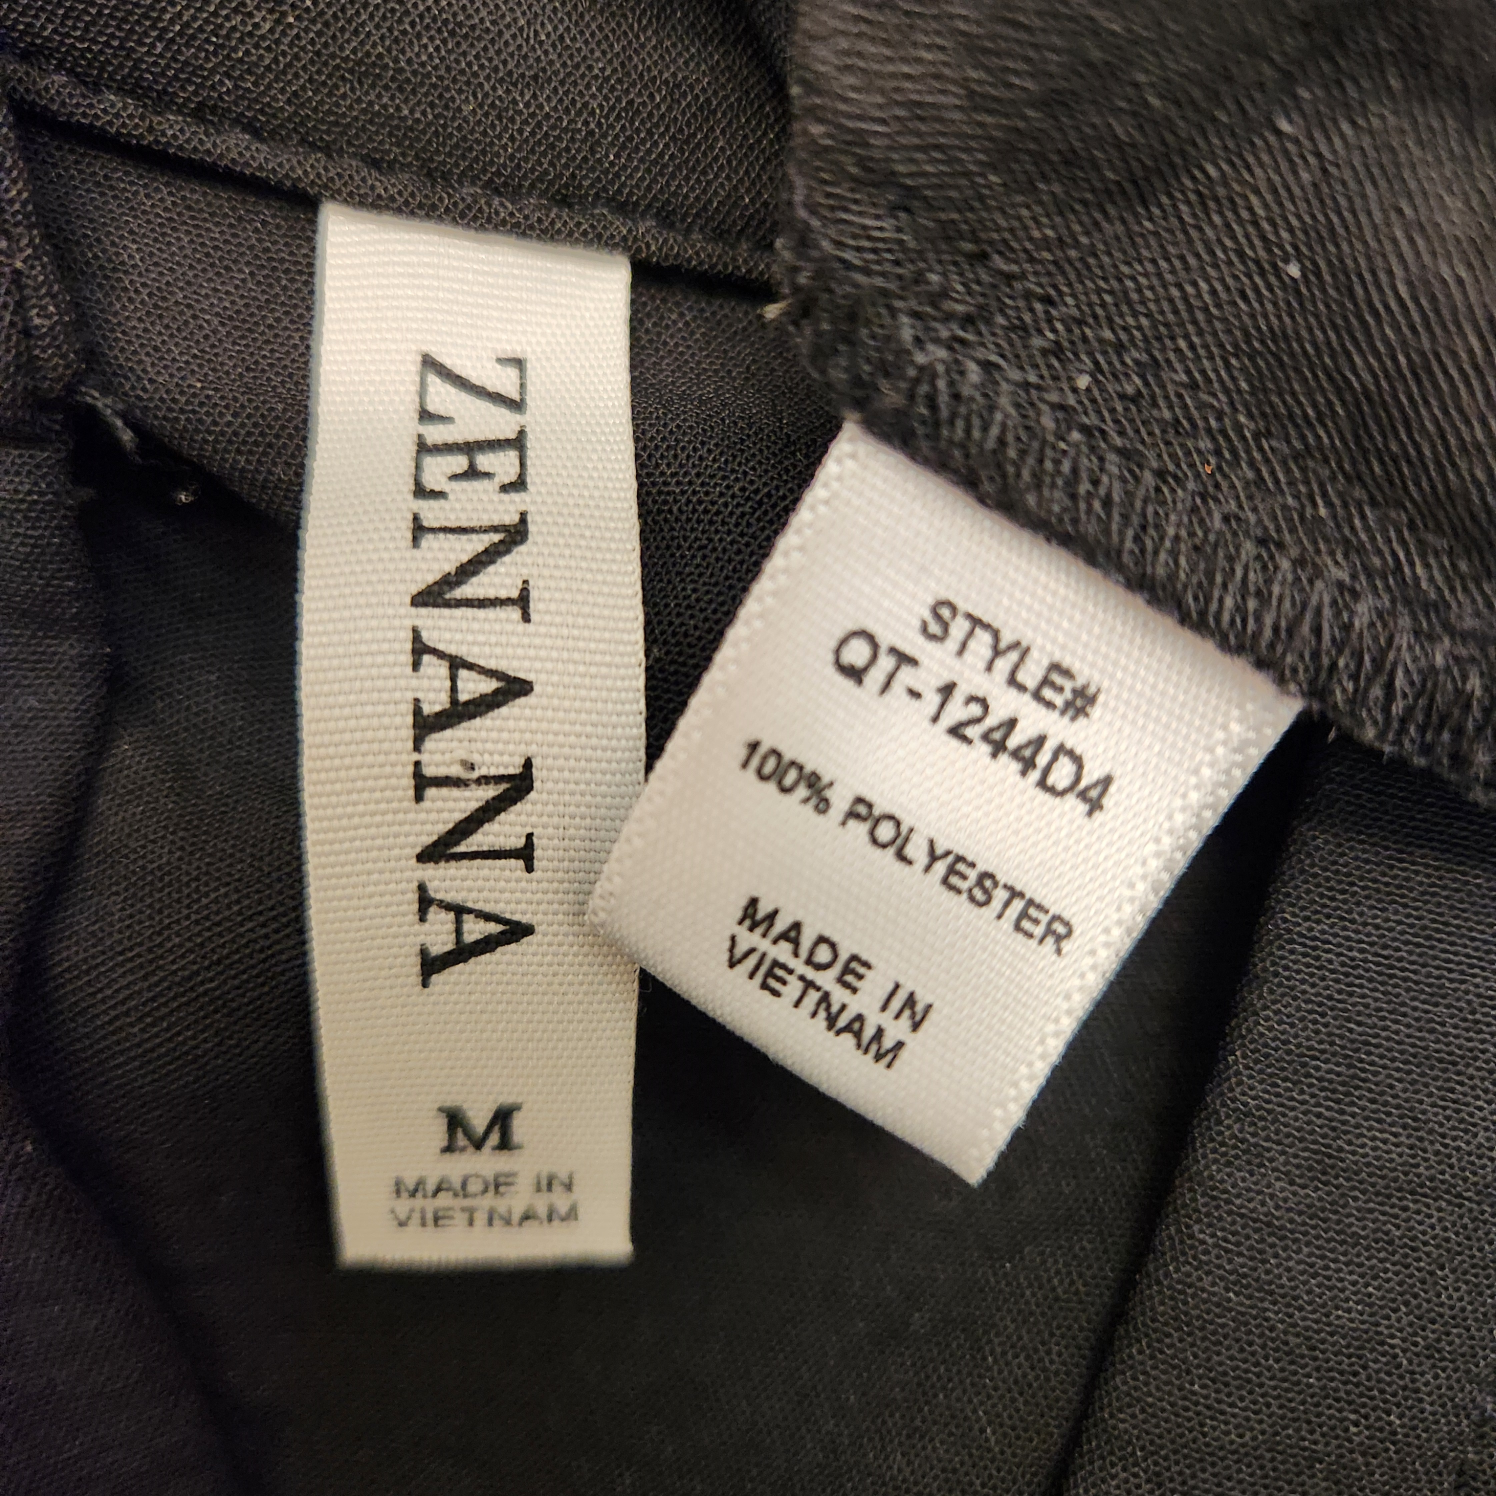 ZENANA
M
MADE IN
VIETNAM
STYLE#
QT-1244D4
100% POLYESTER
MADE IN
VIETNAM